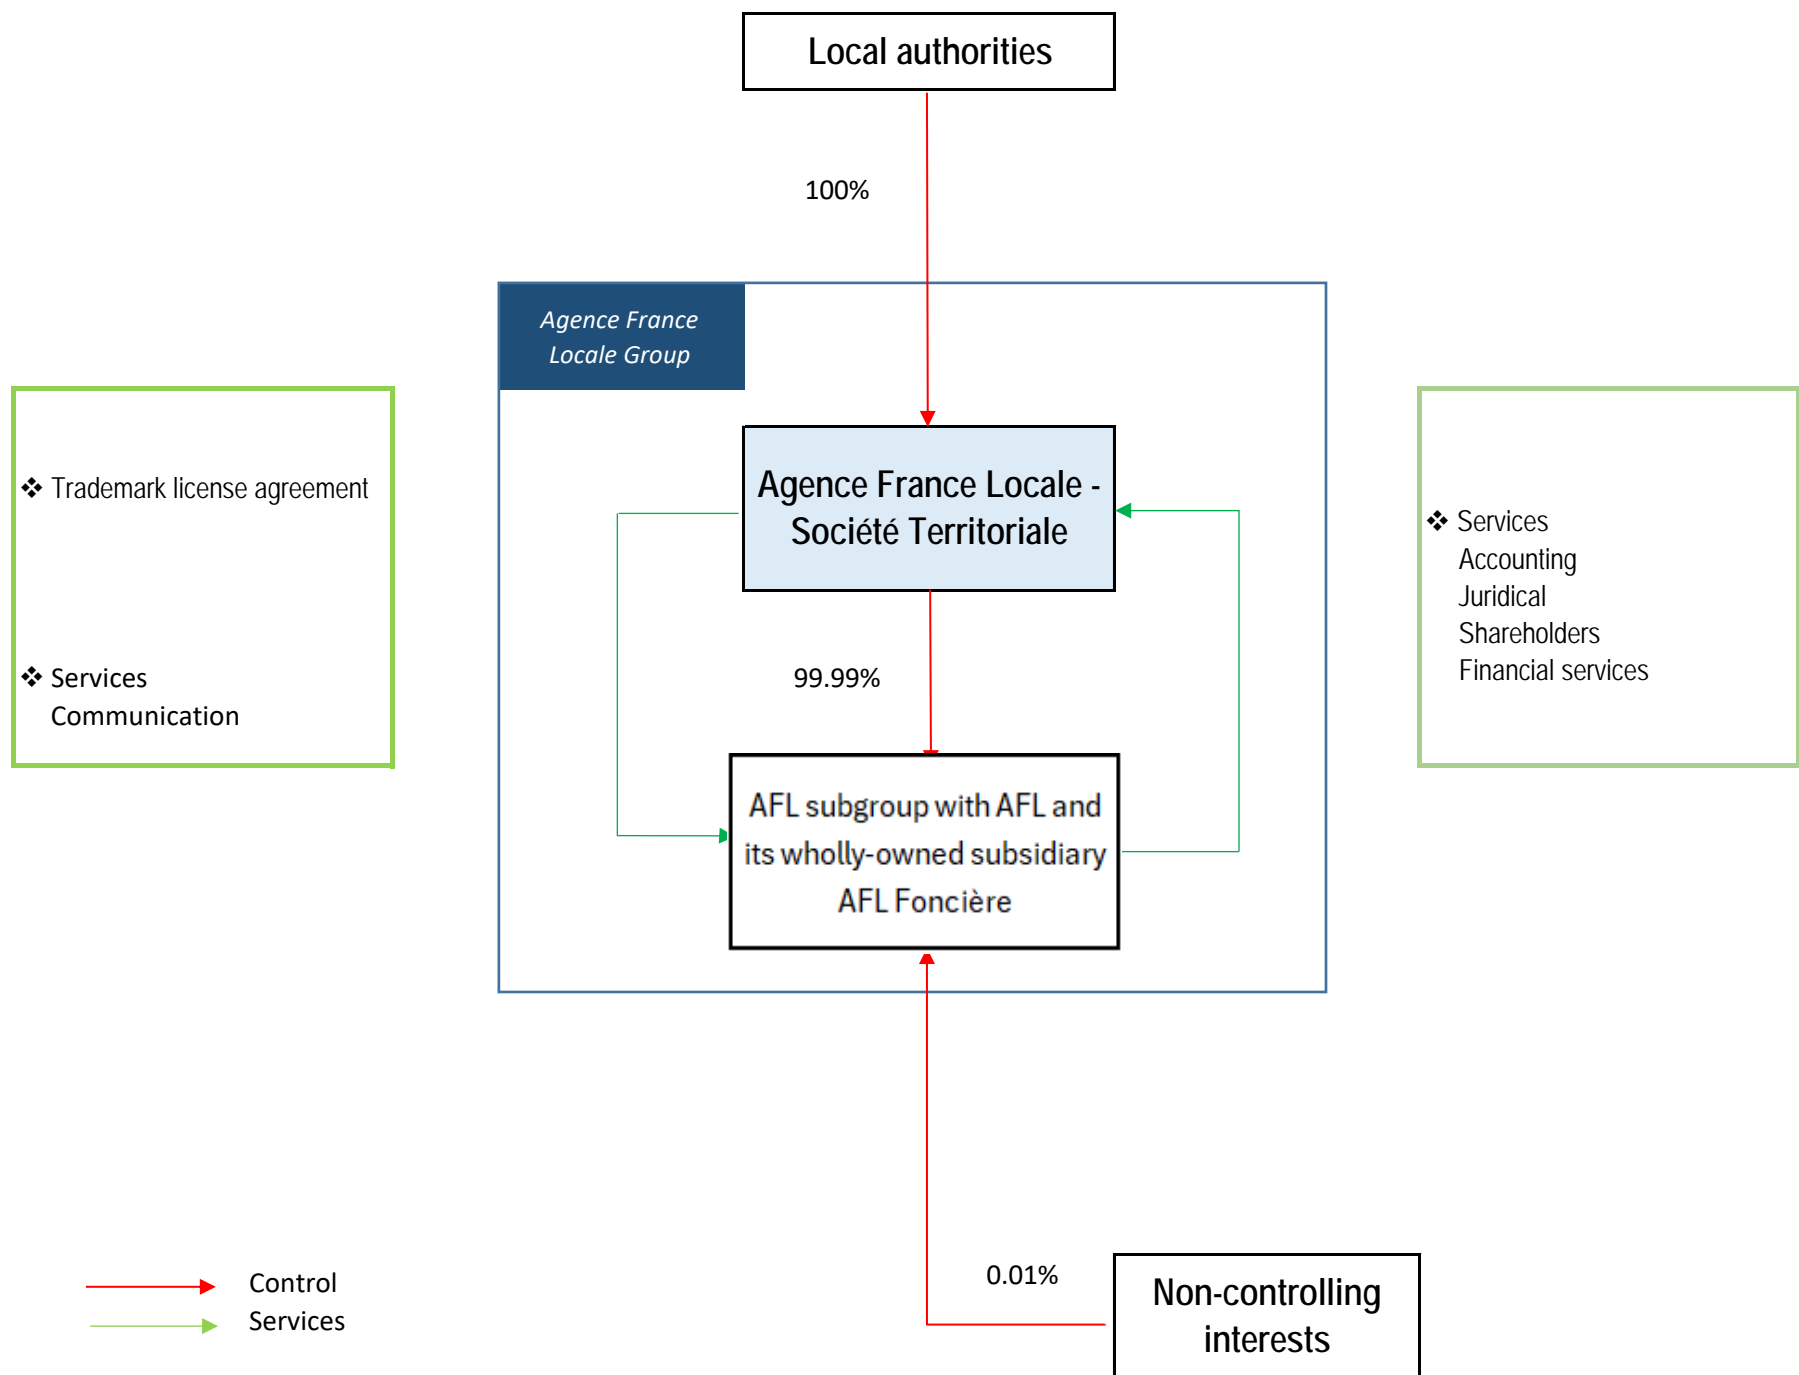 Local authorities
100%
Agence France
Locale Group
❖ Trademark license agreement
❖ Services
Communication
Agence France Locale -
Société Territoriale
❖ Services
Accounting
Juridical
Shareholders
Financial services
99.99%
AFL subgroup with AFL and
its wholly-owned subsidiary
AFL Foncière
0.01%
Non-controlling
interests
Control
Services